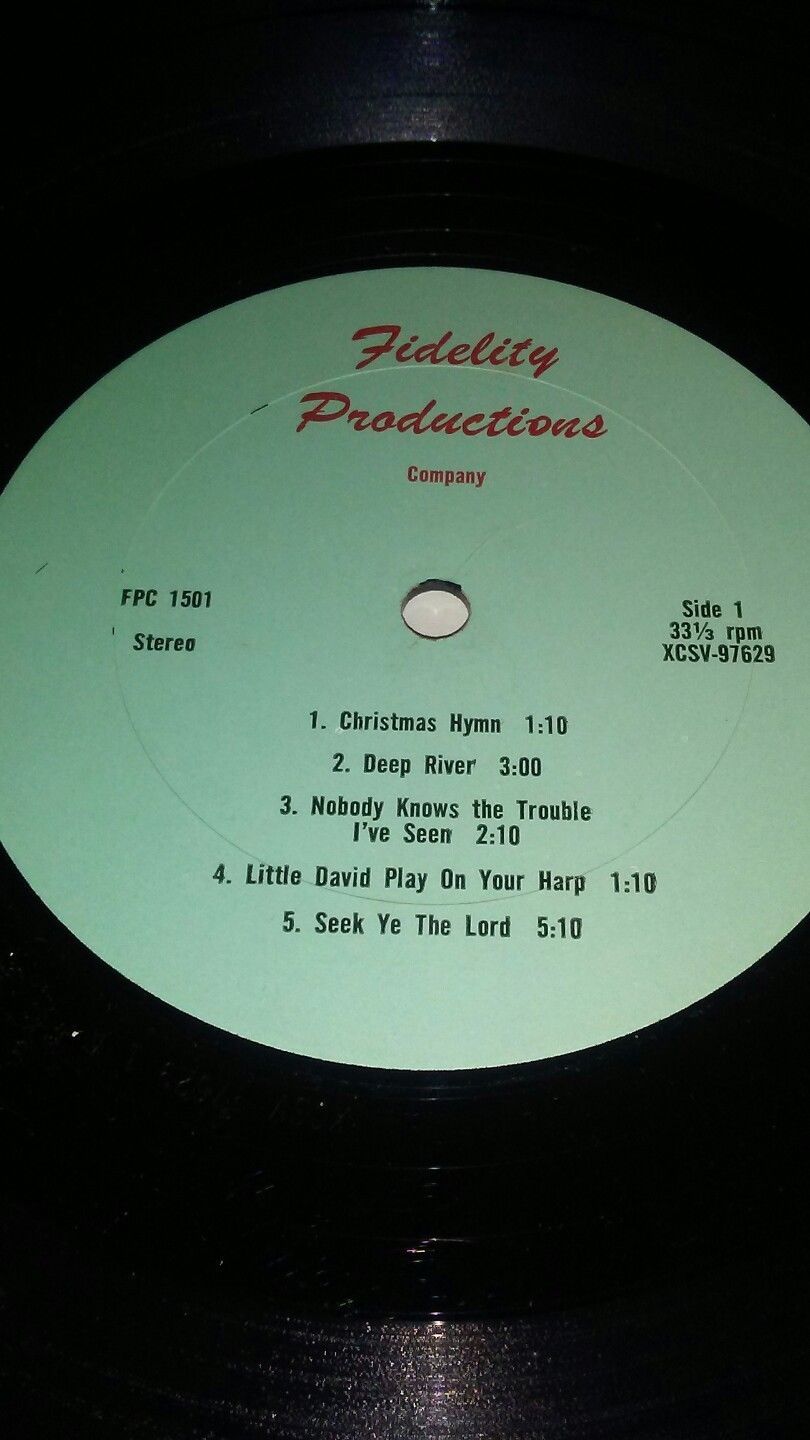 Fidelity
Productions
Company
FPC 1501
Stereo
Side 1
33⅓ rpm
XCSV-97629
1. Christmas Hymn 1:10
2. Deep River 3:00
3. Nobody Knows the Trouble
I've Seen 2:10
4. Little David Play On Your Harp 1:10
5. Seek Ye The Lord 5:10